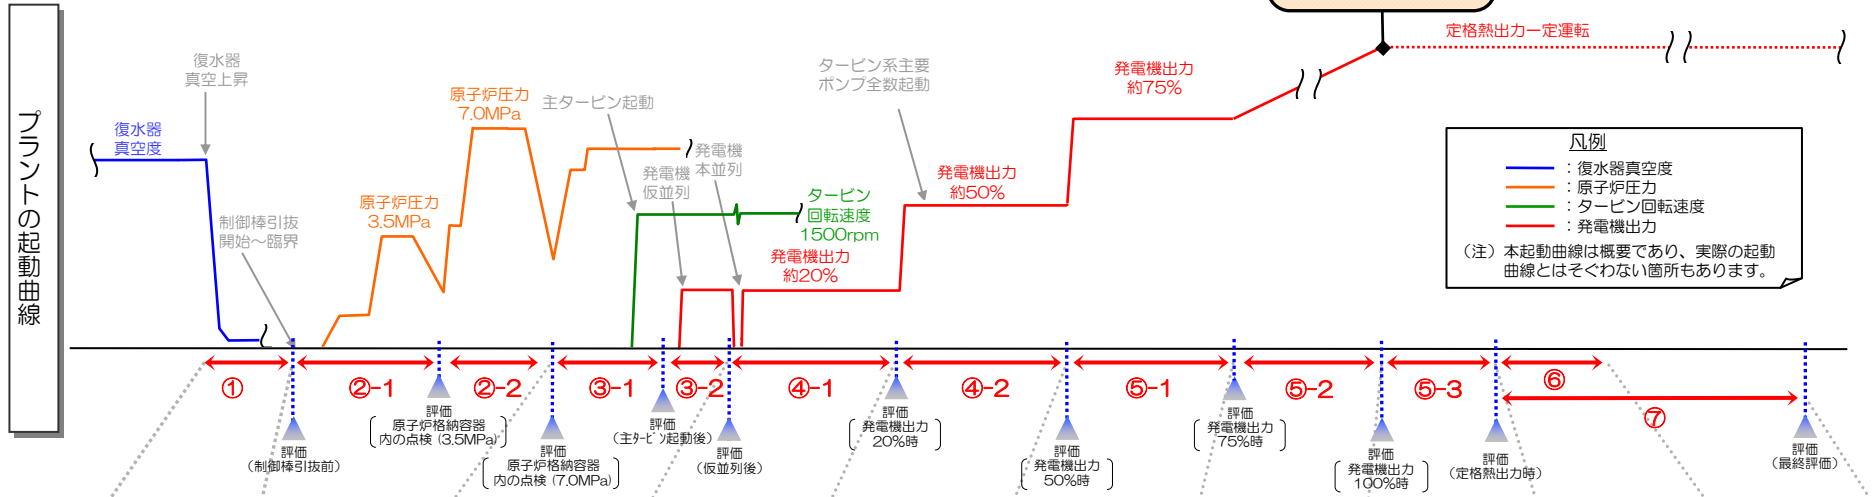 プラントの起動曲線
復水器
真空上昇
復水器
真空度
制御棒引抜
開始～臨界
原子炉圧力
3.5MPa
原子炉圧力
7.0MPa
主タービン起動
発電機
仮並列
発電機
本並列
タービン
回転速度
1500rpm
発電機出力
約20%
タービン系主要
ポンプ全数起動
発電機出力
約50%
発電機出力
約75%
定格熱出力一定運転
凡例
：復水器真空度
：原子炉圧力
：タービン回転速度
：発電機出力
（注）本起動曲線は概要であり、実際の起動
曲線とはそぐわない箇所もあります。
①
②-1
②-2
③-1
③-2
④-1
④-2
⑤-1
⑤-2
⑤-3
⑥
⑦
評価
（制御棒引抜前）
評価
原子炉格納容器
内の点検 (3.5MPa)
評価
原子炉格納容器
内の点検 (7.0MPa)
評価
（主ﾀｰﾋﾞﾝ起動後）
評価
（仮並列後）
評価
発電機出力
20%時
評価
発電機出力
50%時
評価
発電機出力
75%時
評価
発電機出力
100%時
評価
（定格熱出力時）
評価
（最終評価）